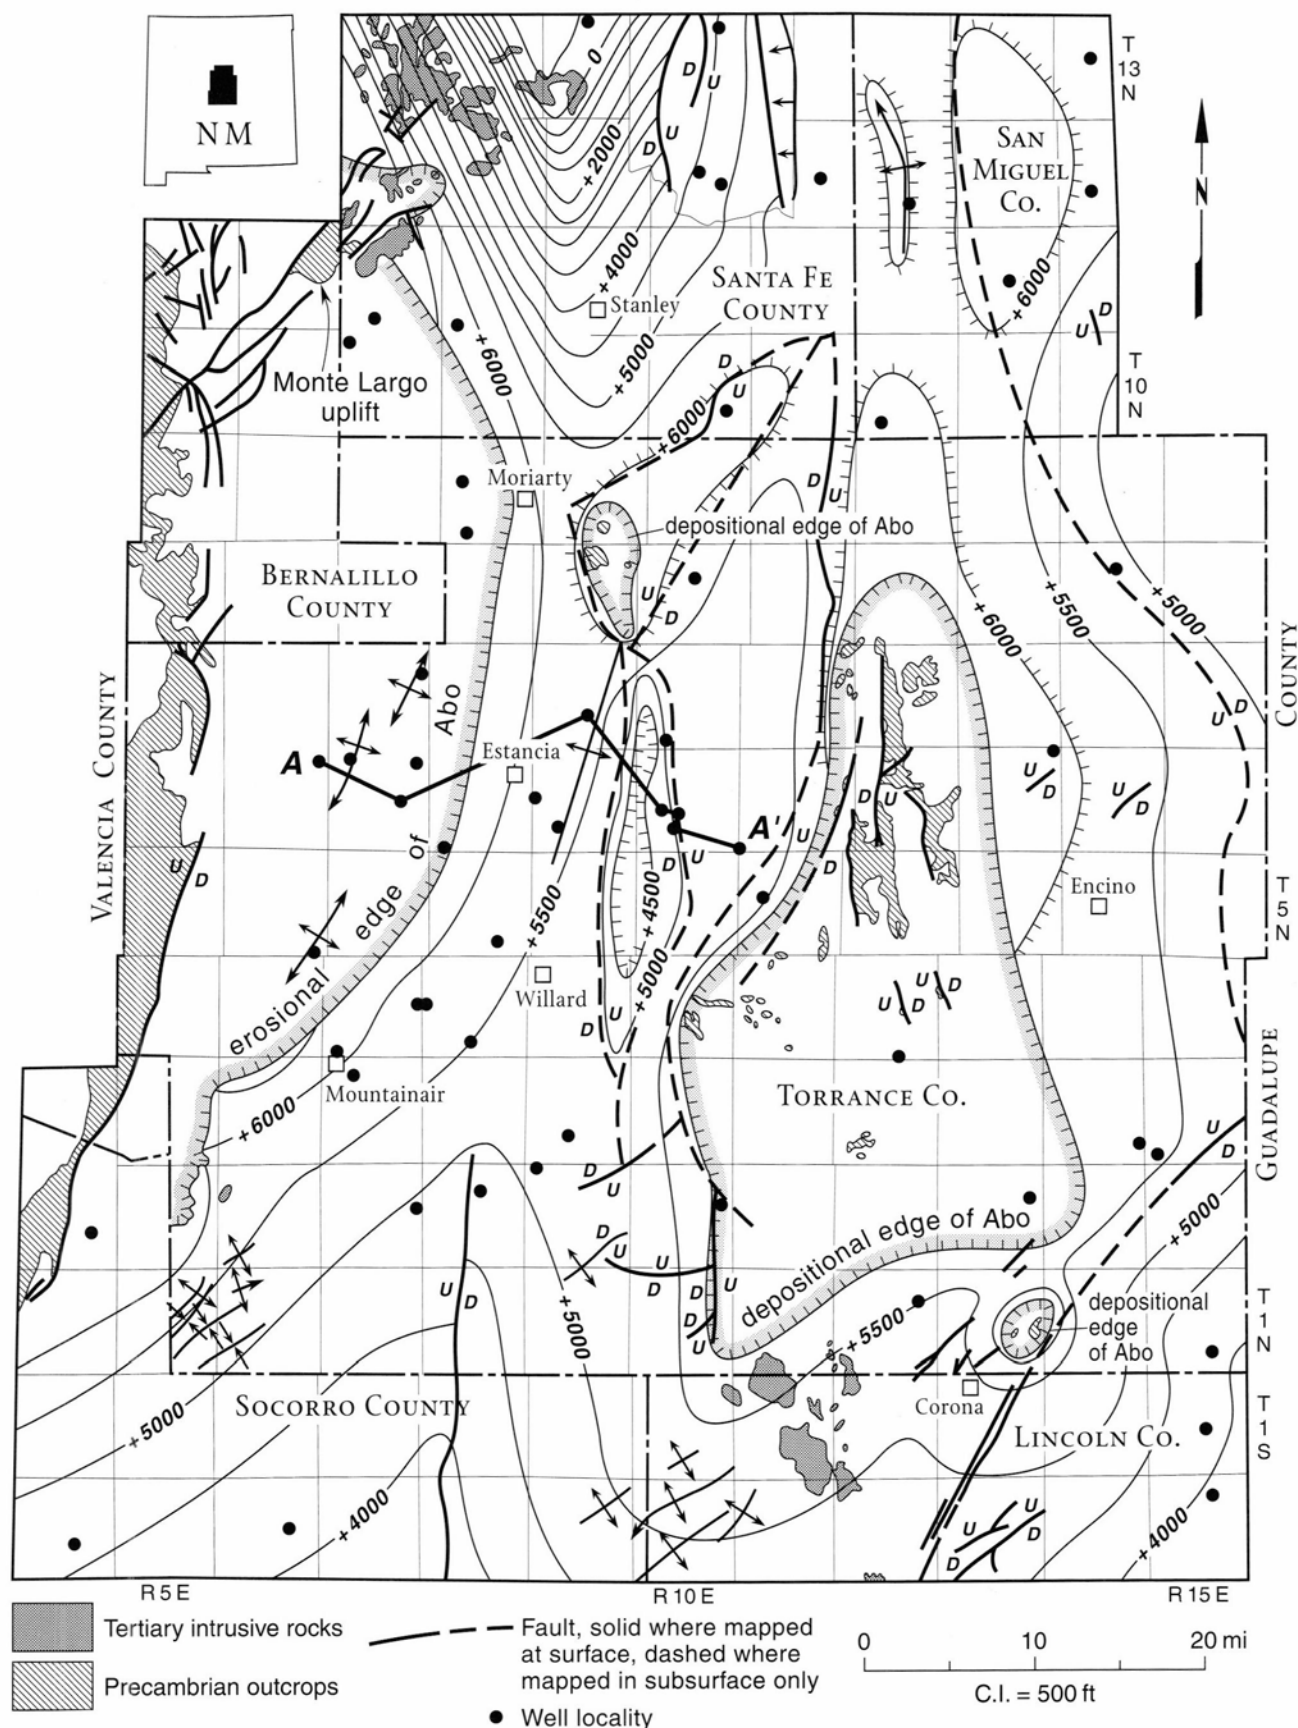 NM
T
13
N
SAN
MIGUEL
CO.
N
0
D
U
U
D
+2000
+4000
Stanley
SANTA FE
COUNTY
+5000
+6000
U
D
+6000
Monte Largo
uplift
D
U
+6000
T
10
N
Moriarty
D
U
depositional edge of Abo
BERNALILLO
COUNTY
U
D
+6000
+5500
+5000
VALENCIA COUNTY
COUNTY
GUADALUPE
U D
erosional edge of Abo
A
Estancia
A'
U
D
U
D
U
D
D U
U
D
D
U
U
D
+4500
+5500
+5000
Encino
T
5
N
Willard
D
U
U
D
U
D
Mountainair
+6000
TORRANCE CO.
U
D
D
U
D
U
U
D
D
D
U
U
depositional edge of Abo
+5000
U
D
+5000
+5500
depositional
edge
of Abo
T
1
N
SOCORRO COUNTY
Corona
LINCOLN CO.
T
1
S
+5000
+4000
U
U
D
D
+4000
R 5 E
R 10 E
R 15 E
Tertiary intrusive rocks
Precambrian outcrops
Fault, solid where mapped
at surface, dashed where
mapped in subsurface only
Well locality
0
10
20 mi
C.I. = 500 ft